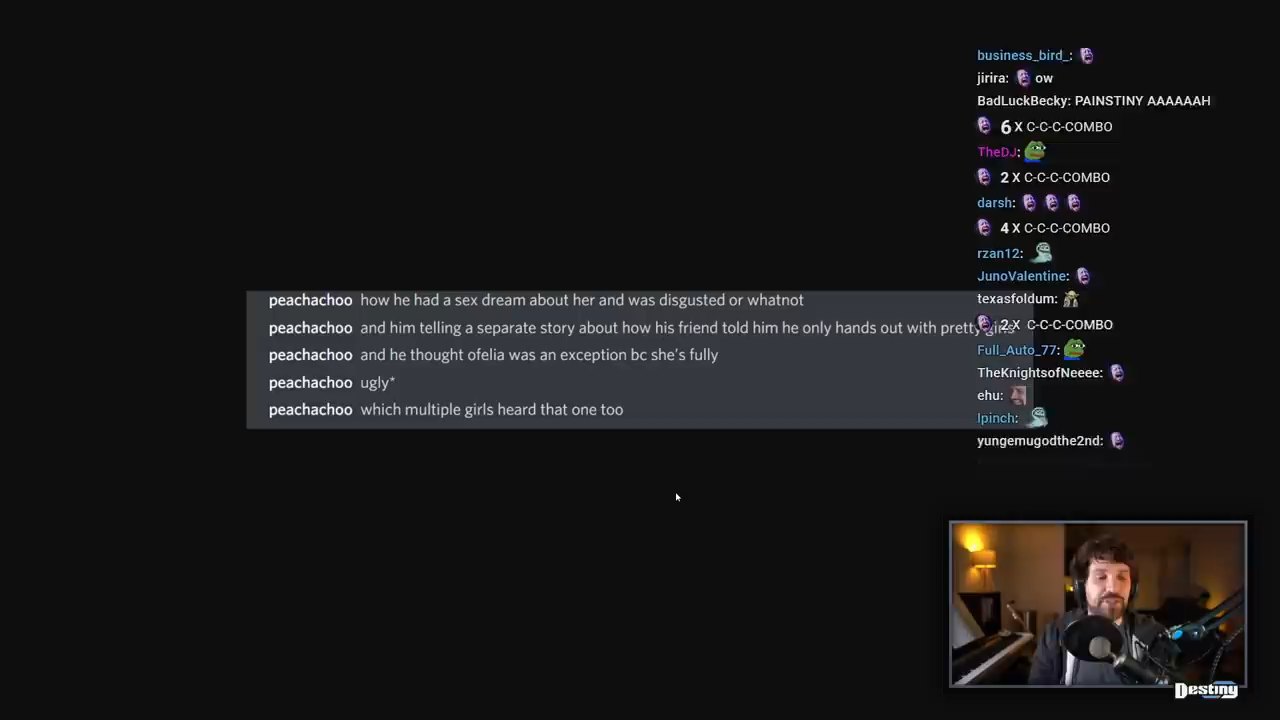 peachachoo how he had a sex dream about her and was disgusted or whatnot
peachachoo and him telling a separate story about how his friend told him he only hands out with pretty girls
peachachoo and he thought ofelia was an exception bc she's fully
peachachoo ugly*
peachachoo which multiple girls heard that one too
business_bird_:
jirira: ow
BadLuckBecky: PAINSTINY AAAAAAH
6 X C-C-C-COMBO
TheDJ:
2 X C-C-C-COMBO
darsh:
4 X C-C-C-COMBO
rzan12:
JunoValentine:
texasfoldum:
2 X C-C-C-COMBO
Full_Auto_77:
TheKnightsofNeeee:
ehu:
lpinch:
yungemugodthe2nd:
Destiny